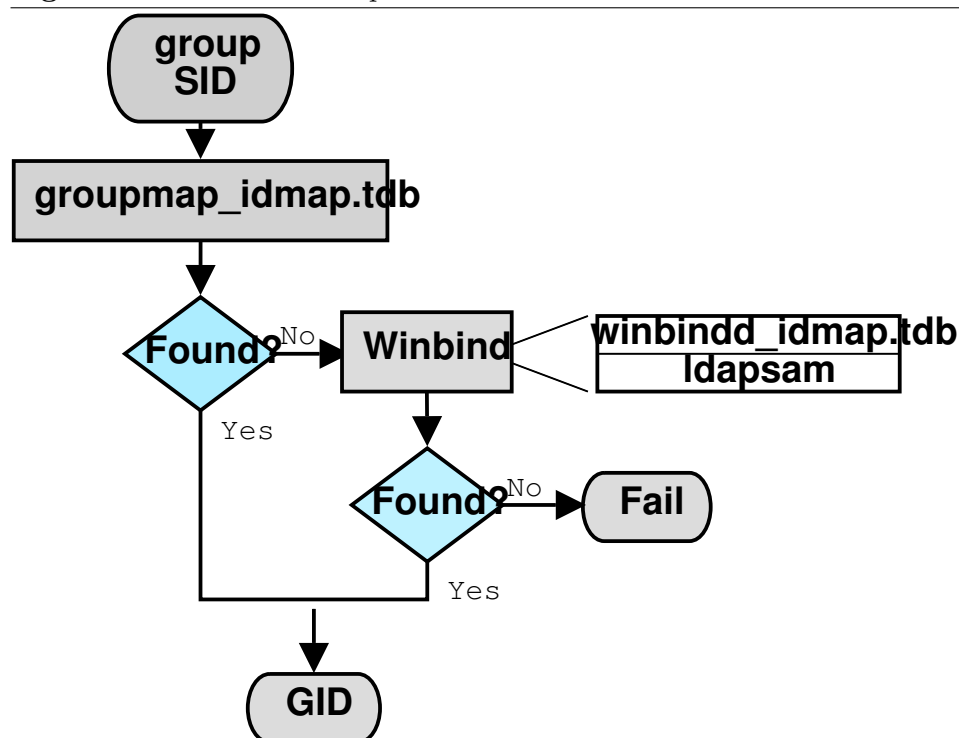 group
SID
groupmap_idmap.tdb
Found?
No
Winbind
winbindd_idmap.tdb
ldapsam
Yes
Found?
No
Fail
Yes
GID